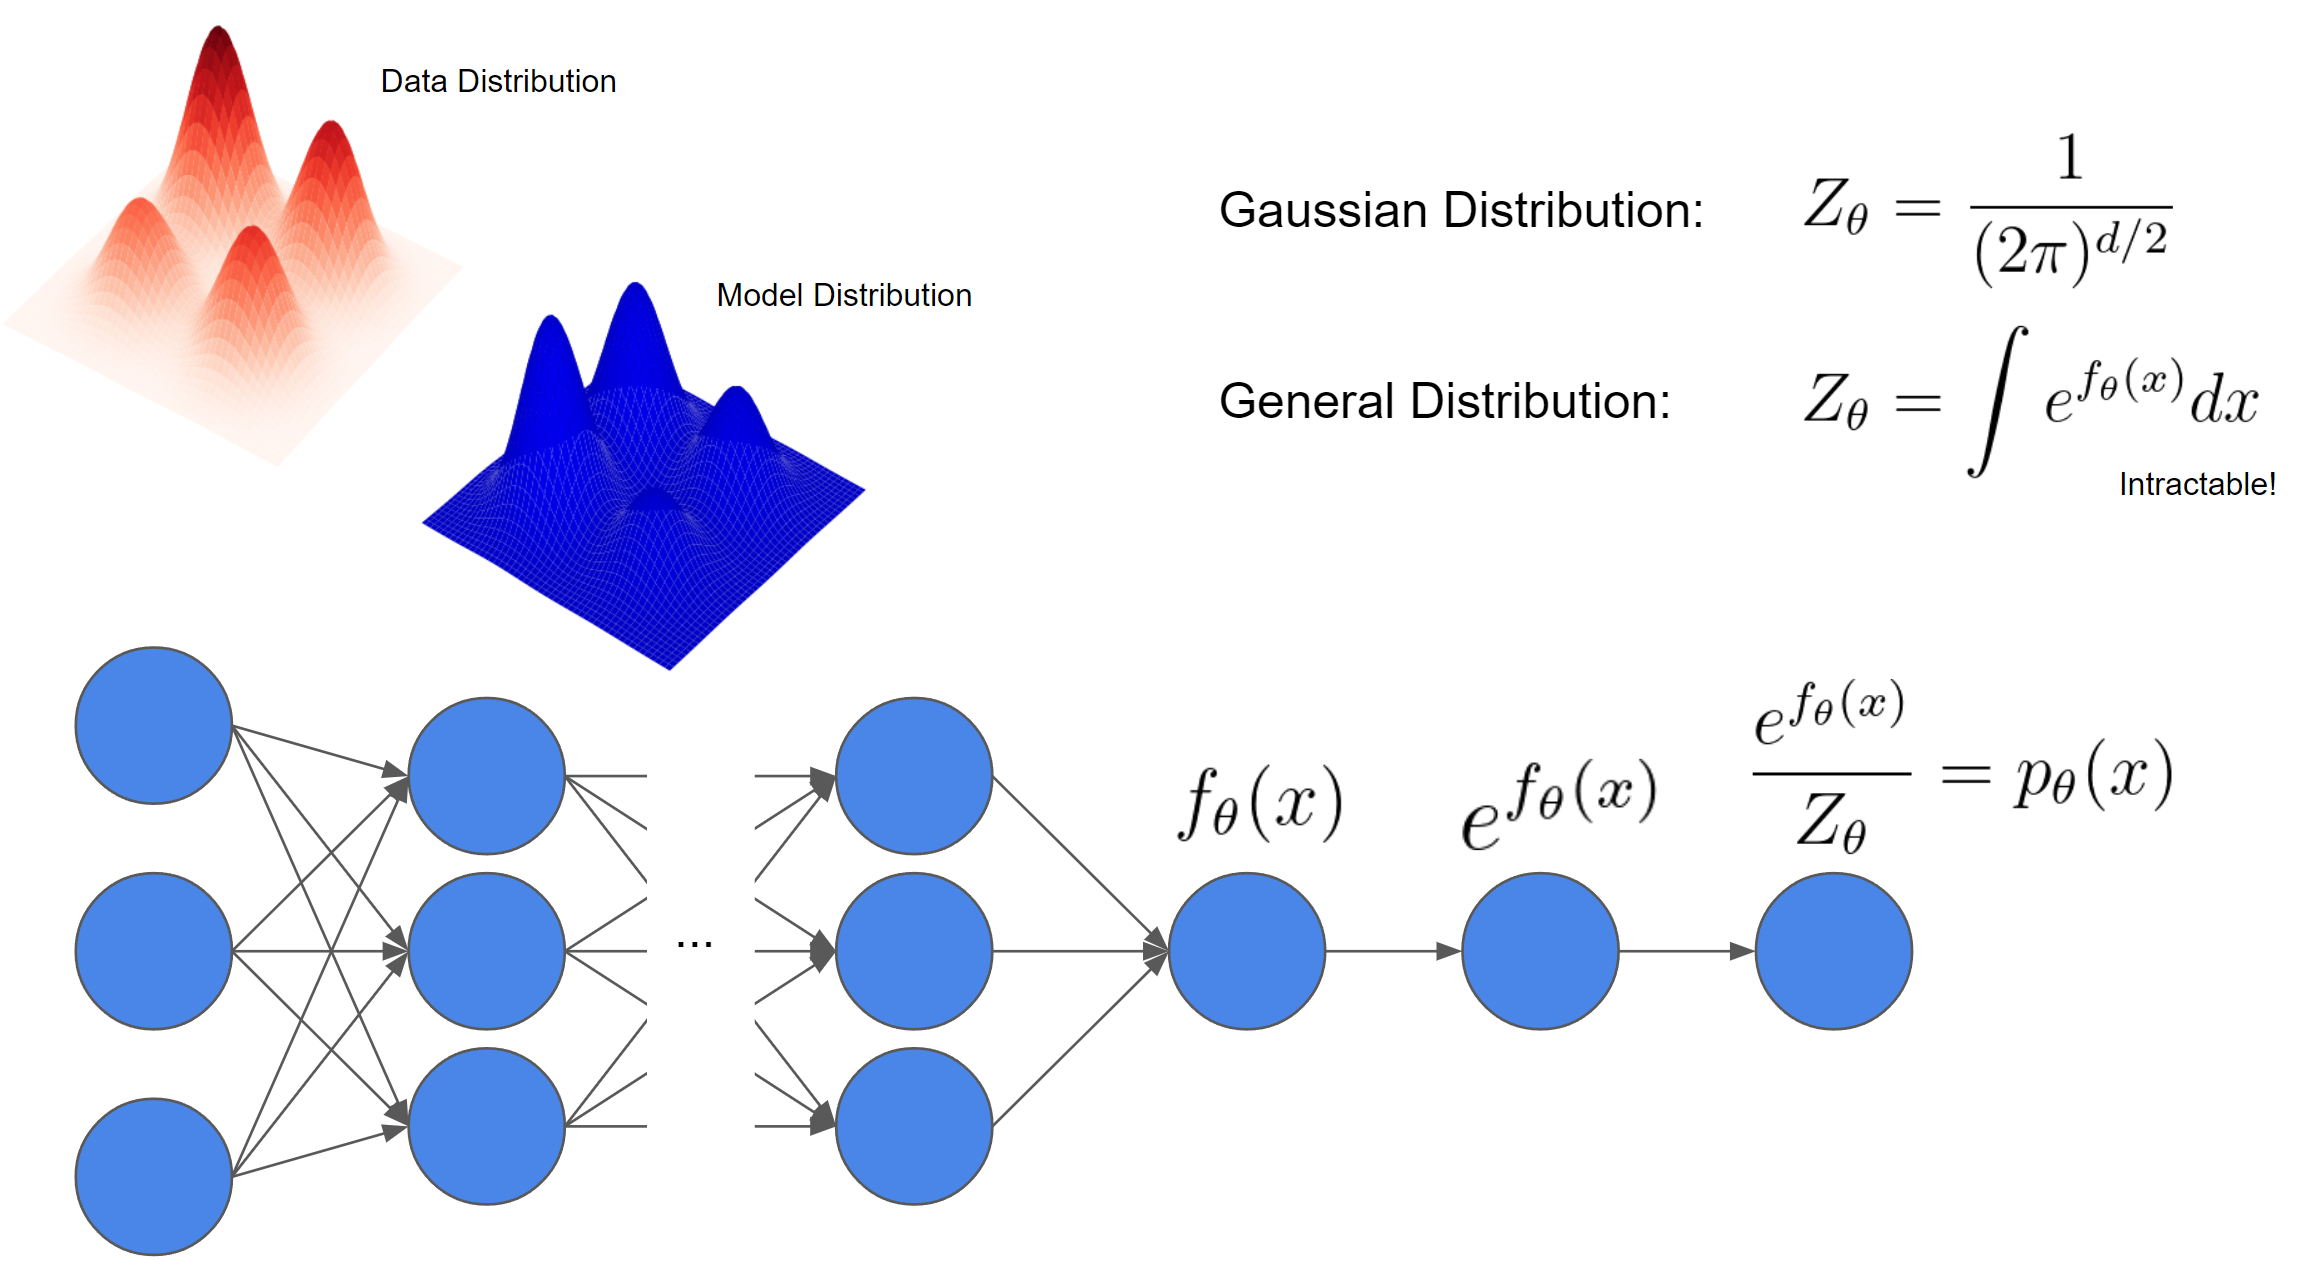 Data Distribution
Model Distribution
Gaussian Distribution: $Z_\theta = \frac{1}{(2\pi)^{d/2}}$
General Distribution: $Z_\theta = \int e^{f_\theta(x)} dx$
Intractable!
...
$f_\theta(x)$
$e^{f_\theta(x)}$
$\frac{e^{f_\theta(x)}}{Z_\theta} = p_\theta(x)$